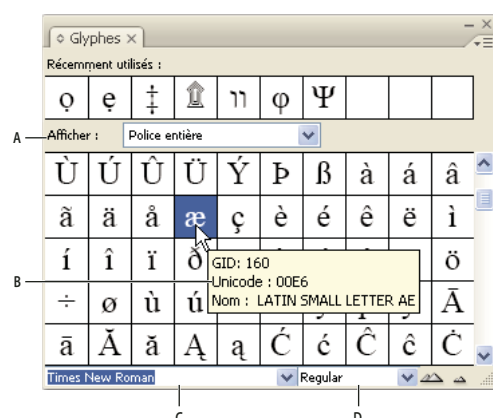 Glyphes ×
Récemment utilisés :
ọ ẹ ‡ װ φ Ψ
A
Afficher : Police entière
Ù Ú Û Ü Ý Þ ß à á â
ã ä å æ ç è é ê ë ì
í î ï ð ö
GID: 160
B
Unicode : 00E6
Nom : LATIN SMALL LETTER AE
÷ ø ù ú Ā
ā Ă ă Ą ą Ć ć Ĉ ĉ Ċ
Times New Roman Regular
C D